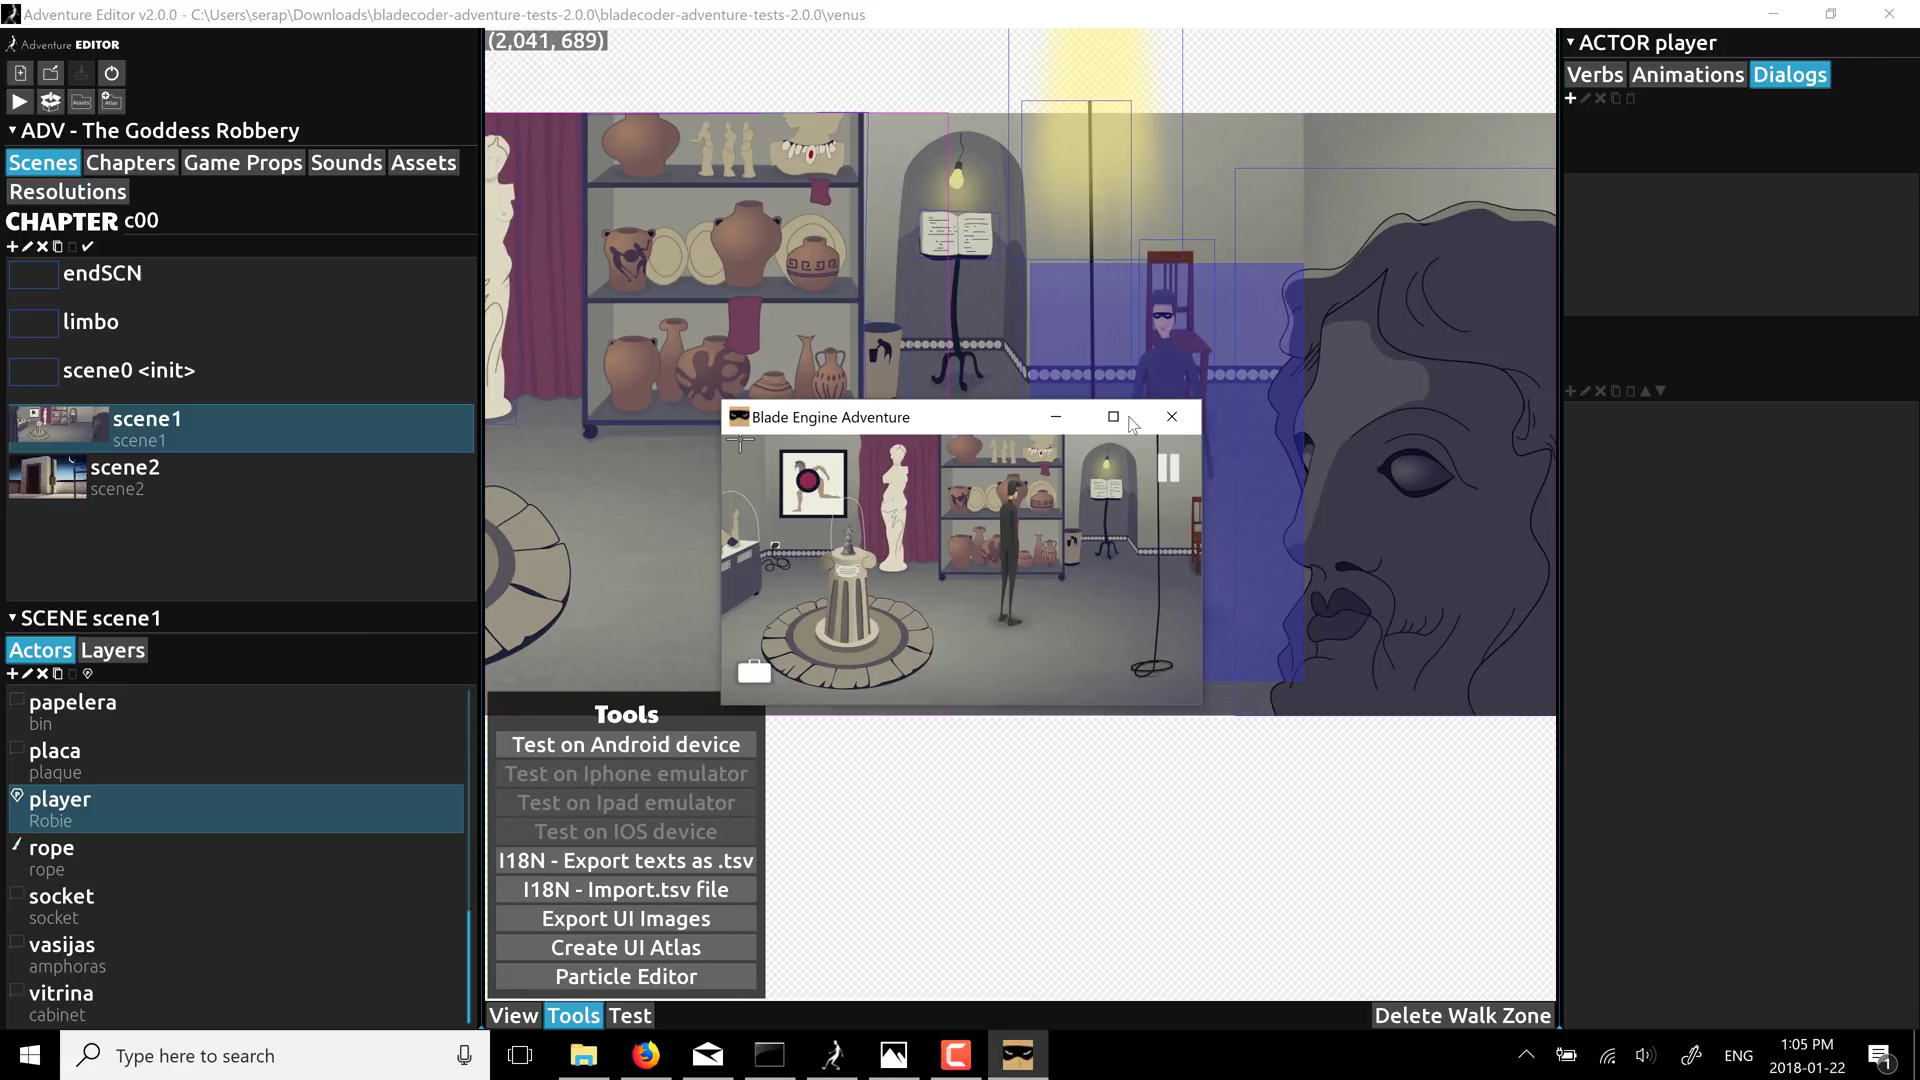 Adventure Editor v2.0.0 - C:\Users\serap\Downloads\bladecoder-adventure-tests-2.0.0\bladecoder-adventure-tests-2.0.0\venus
Adventure EDITOR
Assets
Atlas
ADV - The Goddess Robbery
Scenes Chapters Game Props Sounds Assets
Resolutions
CHAPTER c00
endSCN
limbo
scene0 <init>
scene1
scene1
scene2
scene2
SCENE scene1
Actors Layers
papelera
bin
placa
plaque
player
Robie
rope
rope
socket
socket
vasijas
amphoras
vitrina
cabinet
(2,041, 689)
Blade Engine Adventure
Tools
Test on Android device
Test on Iphone emulator
Test on Ipad emulator
Test on IOS device
I18N - Export texts as .tsv
I18N - Import.tsv file
Export UI Images
Create UI Atlas
Particle Editor
View Tools Test
Delete Walk Zone
ACTOR player
Verbs Animations Dialogs
Type here to search
ENG
1:05 PM
2018-01-22
1